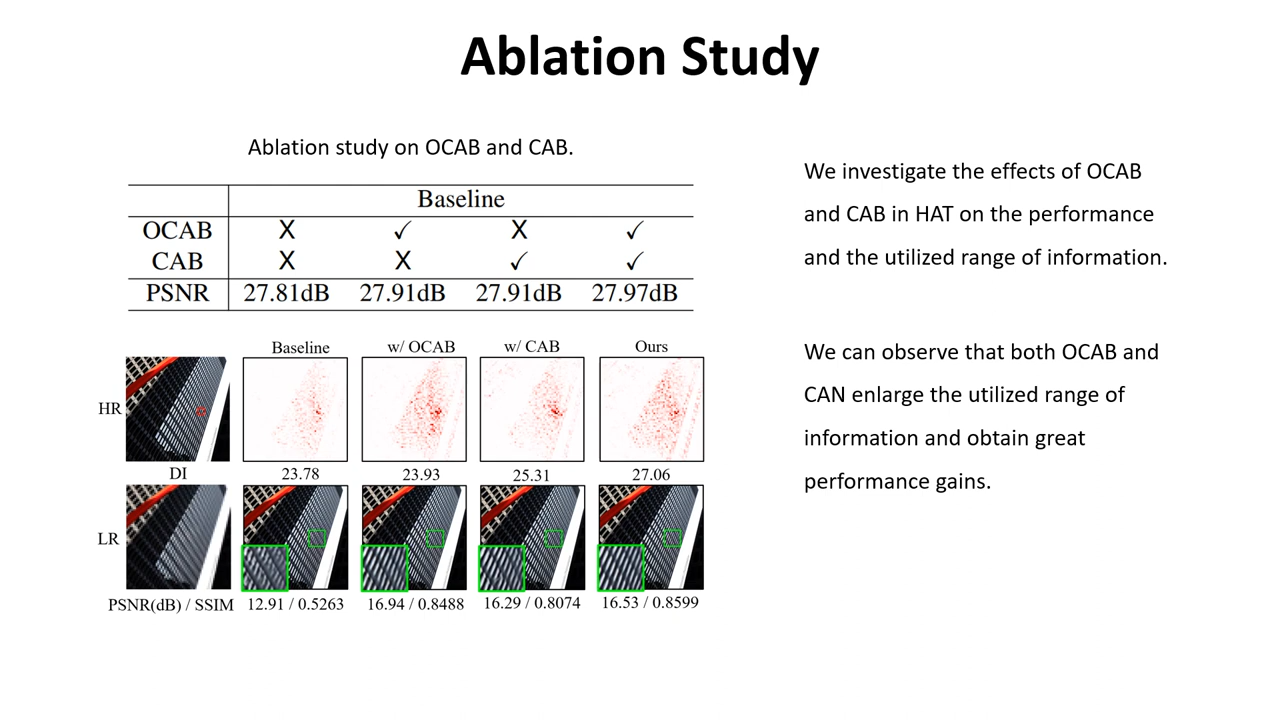 Ablation Study
Ablation study on OCAB and CAB.
Baseline
OCAB X ✓ X ✓
CAB X X ✓ ✓
PSNR 27.81dB 27.91dB 27.91dB 27.97dB
Baseline w/ OCAB w/ CAB Ours
HR
DI 23.78 23.93 25.31 27.06
LR
PSNR(dB) / SSIM 12.91 / 0.5263 16.94 / 0.8488 16.29 / 0.8074 16.53 / 0.8599
We investigate the effects of OCAB
and CAB in HAT on the performance
and the utilized range of information.
We can observe that both OCAB and
CAN enlarge the utilized range of
information and obtain great
performance gains.